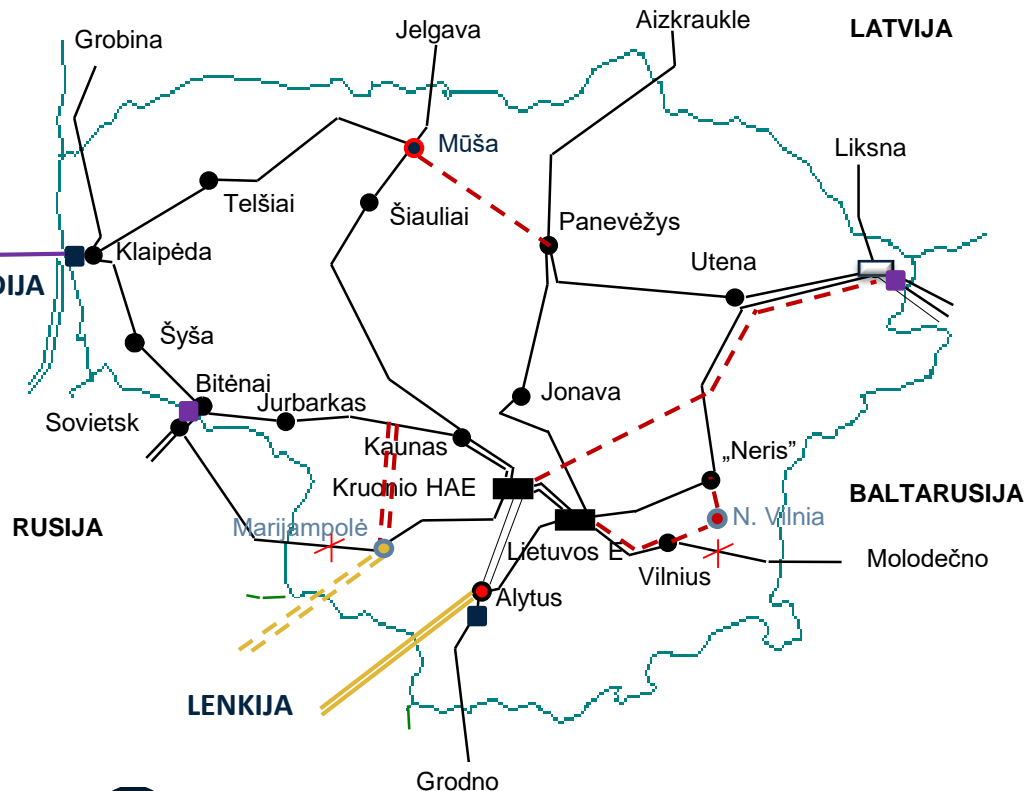 Aizkraukle
LATVIJA
Jelgava
Grobina
Mūša
Liksna
Telšiai
Šiauliai
Panevėžys
Klaipėda
Utena
DIJA
Šyša
Bitėnai
Jurbarkas
Jonava
Sovietsk
Kaunas
„Neris”
Kruonio HAE
BALTARUSIJA
RUSIJA
Marijampolė
N. Vilnia
Lietuvos E
Molodečno
Vilnius
Alytus
LENKIJA
Grodno